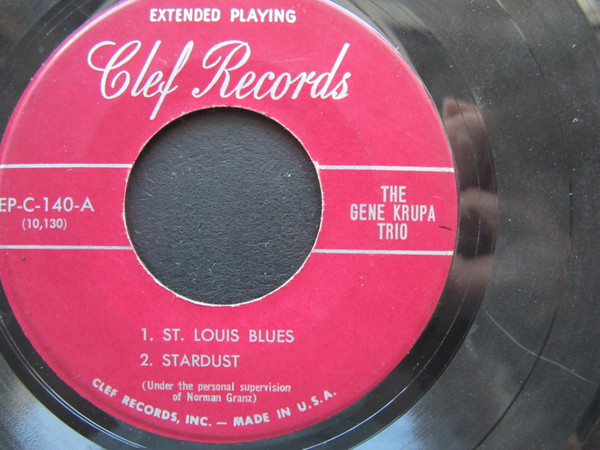 EXTENDED PLAYING
Clef Records
EP-C-140-A
(10,130)
THE
GENE KRUPA
TRIO
1. ST. LOUIS BLUES
2. STARDUST
(Under the personal supervision
of Norman Granz)
CLEF RECORDS, INC. — MADE IN U.S.A.